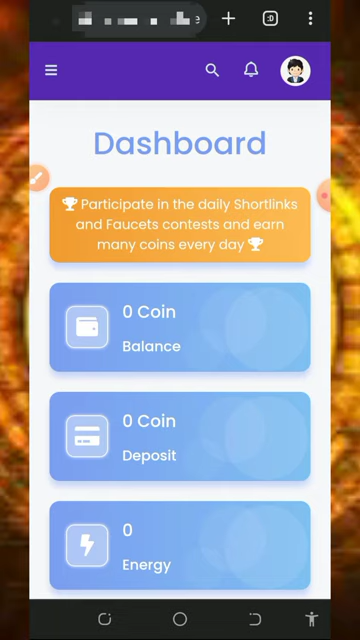 Dashboard
🏆 Participate in the daily Shortlinks
and Faucets contests and earn
many coins every day 🏆
0 Coin
Balance
0 Coin
Deposit
0
Energy